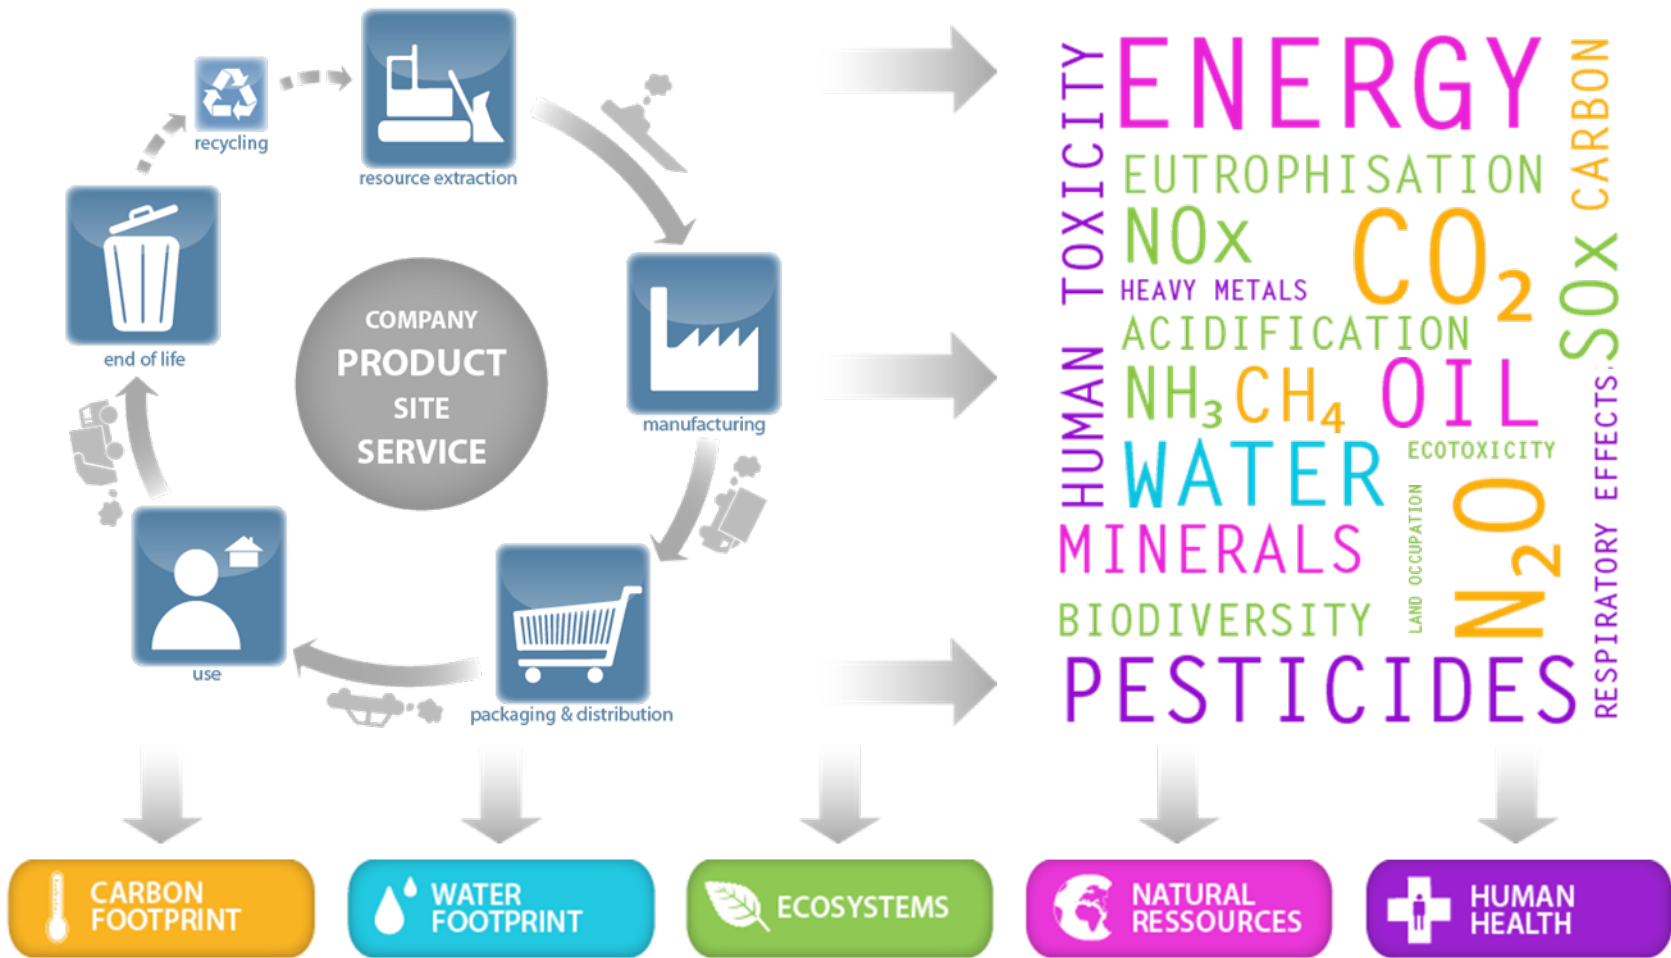 recycling
resource extraction
end of life
COMPANY
PRODUCT
SITE
SERVICE
manufacturing
use
packaging & distribution
HUMAN TOXICITY
ENERGY
CARBON
EUTROPHISATION
NOx
CO₂
SOx
HEAVY METALS
ACIDIFICATION
NH₃
CH₄
OIL
WATER
ECOTOXICITY
RESPIRATORY EFFECTS
MINERALS
LAND OCCUPATION
N₂O
BIODIVERSITY
PESTICIDES
CARBON
FOOTPRINT
WATER
FOOTPRINT
ECOSYSTEMS
NATURAL
RESSOURCES
HUMAN
HEALTH